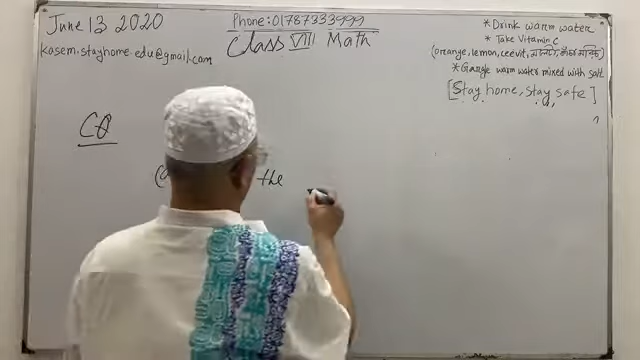 June 13 2020
kasem.stayhome.edu@gmail.com
Phone: 01787333999
Class VIII Math
* Drink warm water
* Take Vitamin C
(orange, lemon, ceevit,
* Gargle warm water mixed with salt
[Stay home, stay safe]
CQ
the